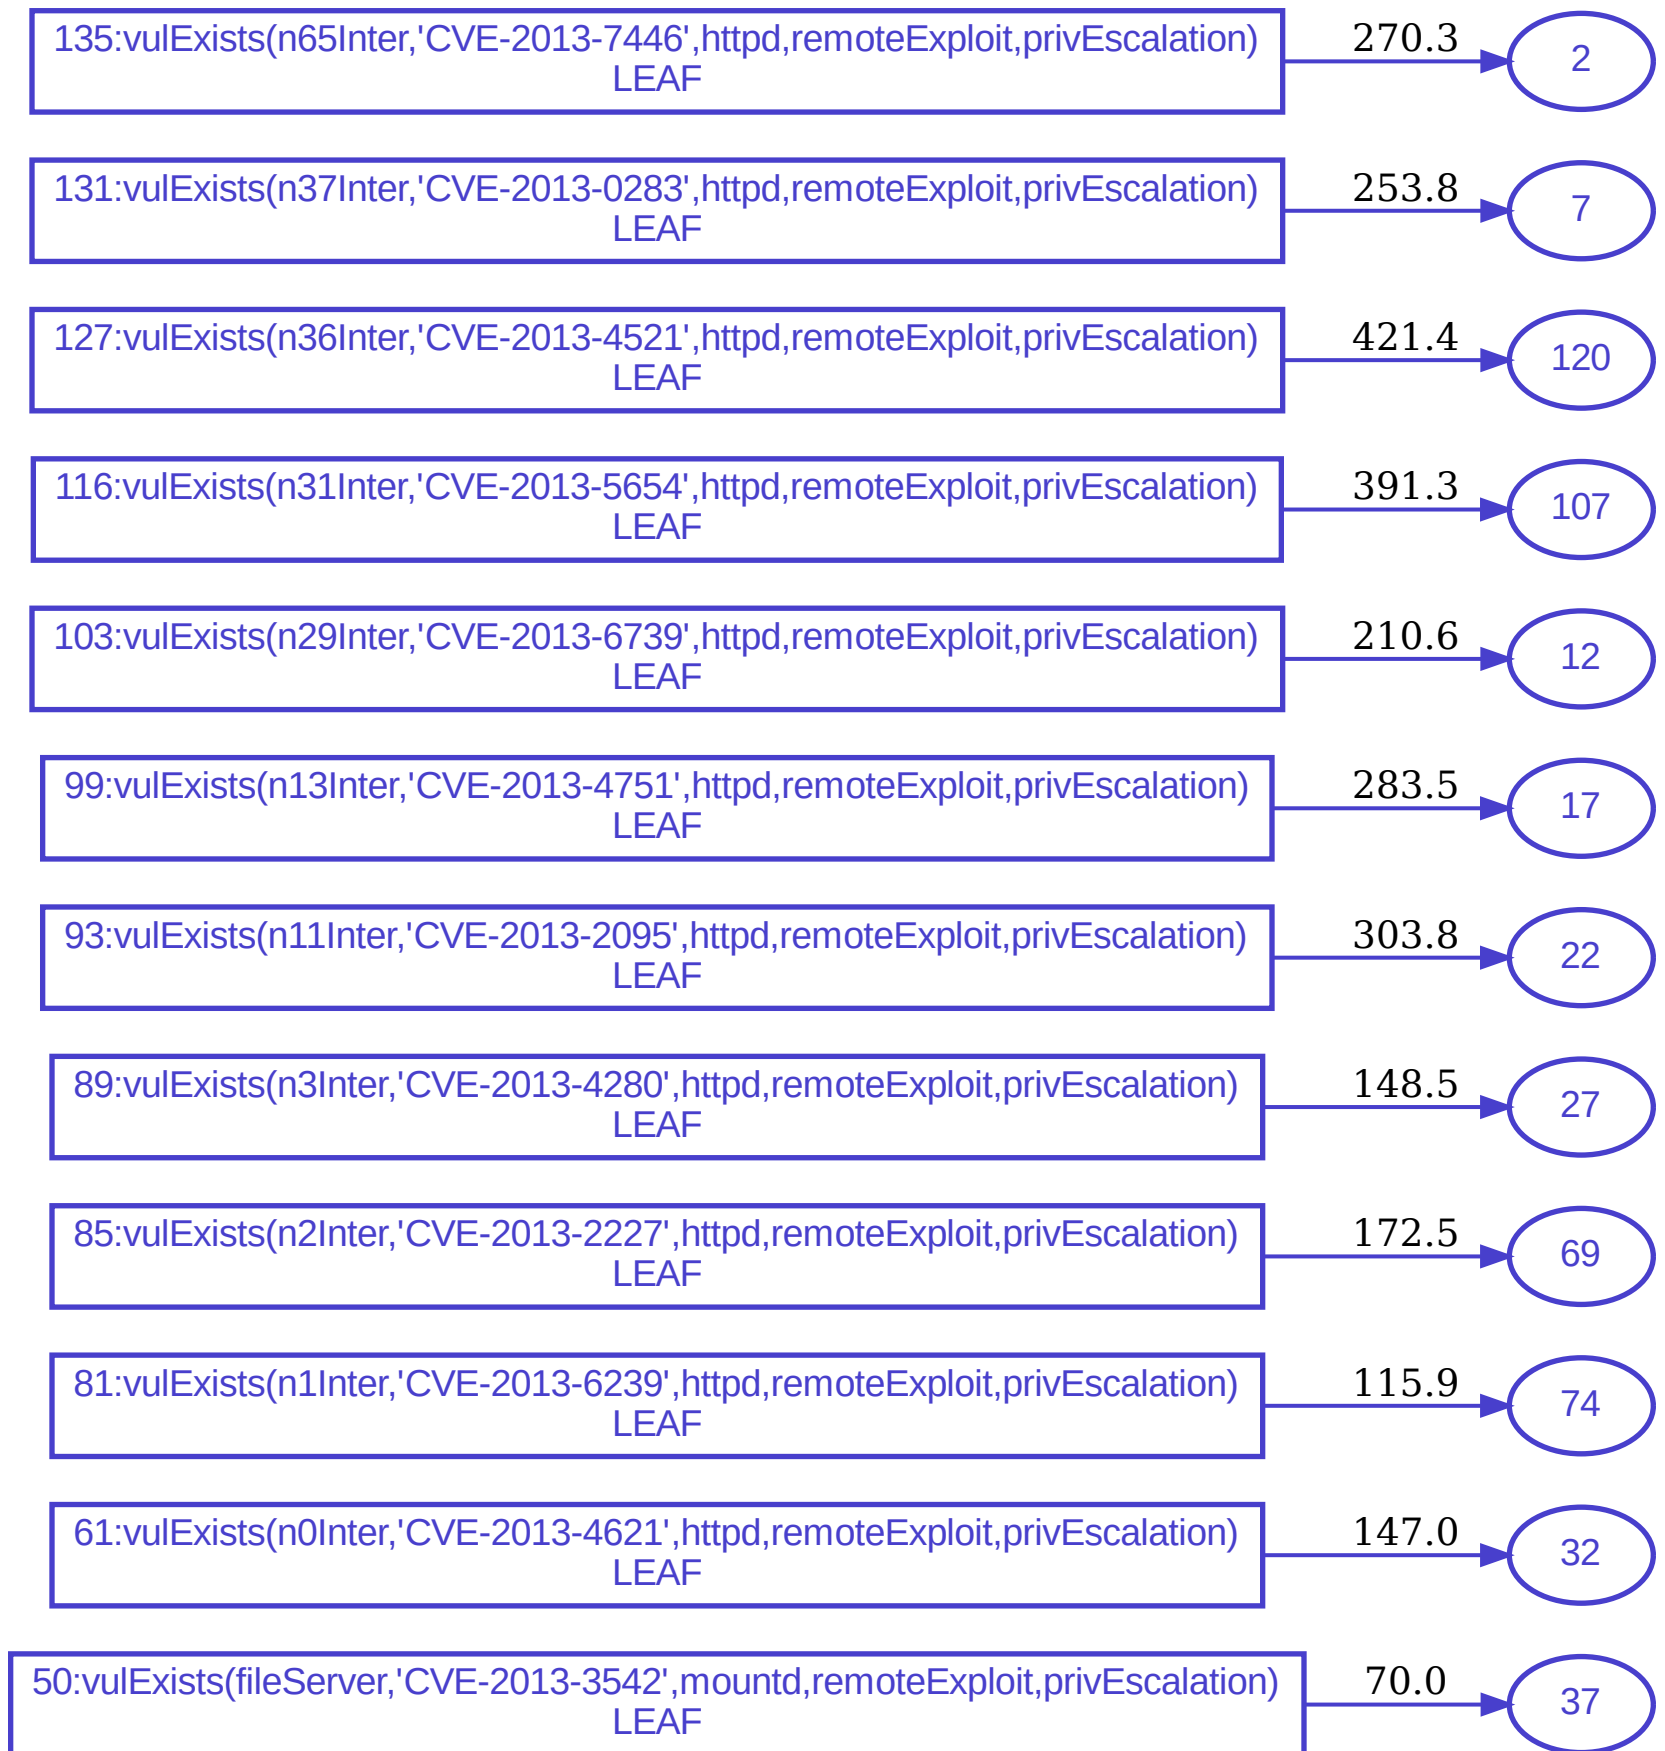 135:vulExists(n65Inter,'CVE-2013-7446',httpd,remoteExploit,privEscalation)
LEAF
270.3
2
131:vulExists(n37Inter,'CVE-2013-0283',httpd,remoteExploit,privEscalation)
LEAF
253.8
7
127:vulExists(n36Inter,'CVE-2013-4521',httpd,remoteExploit,privEscalation)
LEAF
421.4
120
116:vulExists(n31Inter,'CVE-2013-5654',httpd,remoteExploit,privEscalation)
LEAF
391.3
107
103:vulExists(n29Inter,'CVE-2013-6739',httpd,remoteExploit,privEscalation)
LEAF
210.6
12
99:vulExists(n13Inter,'CVE-2013-4751',httpd,remoteExploit,privEscalation)
LEAF
283.5
17
93:vulExists(n11Inter,'CVE-2013-2095',httpd,remoteExploit,privEscalation)
LEAF
303.8
22
89:vulExists(n3Inter,'CVE-2013-4280',httpd,remoteExploit,privEscalation)
LEAF
148.5
27
85:vulExists(n2Inter,'CVE-2013-2227',httpd,remoteExploit,privEscalation)
LEAF
172.5
69
81:vulExists(n1Inter,'CVE-2013-6239',httpd,remoteExploit,privEscalation)
LEAF
115.9
74
61:vulExists(n0Inter,'CVE-2013-4621',httpd,remoteExploit,privEscalation)
LEAF
147.0
32
50:vulExists(fileServer,'CVE-2013-3542',mountd,remoteExploit,privEscalation)
LEAF
70.0
37